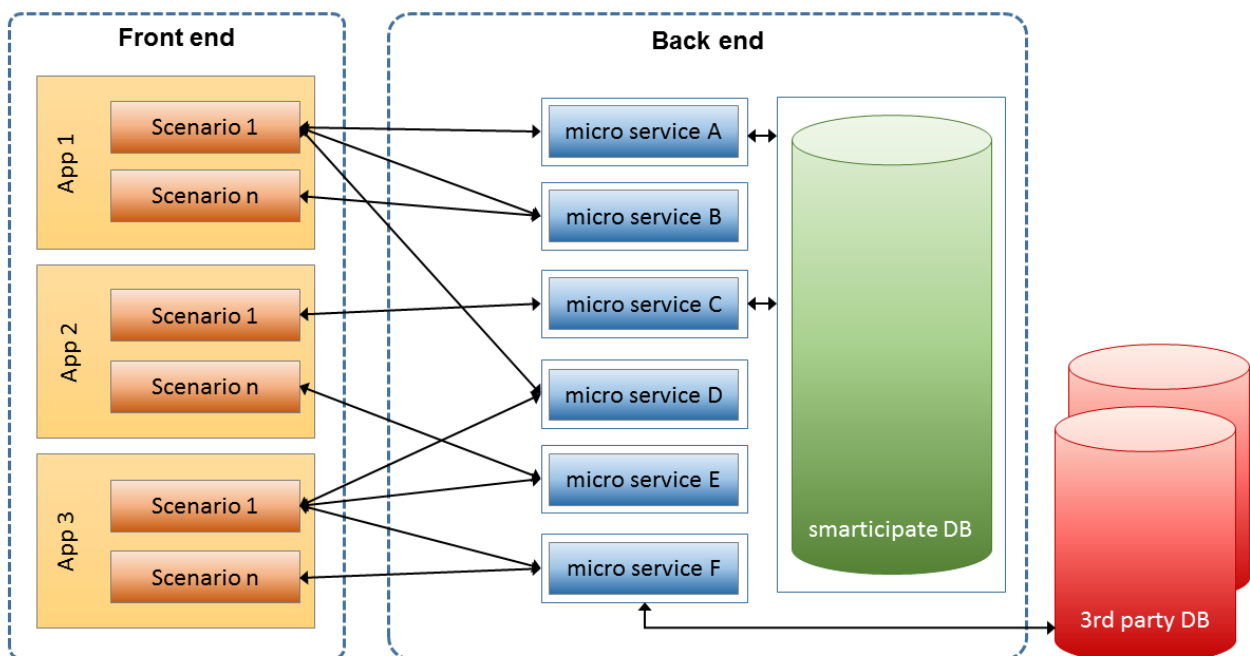 Front end
App 1
Scenario 1
Scenario n
App 2
Scenario 1
Scenario n
App 3
Scenario 1
Scenario n
Back end
micro service A
micro service B
micro service C
micro service D
micro service E
micro service F
smarticipate DB
3rd party DB